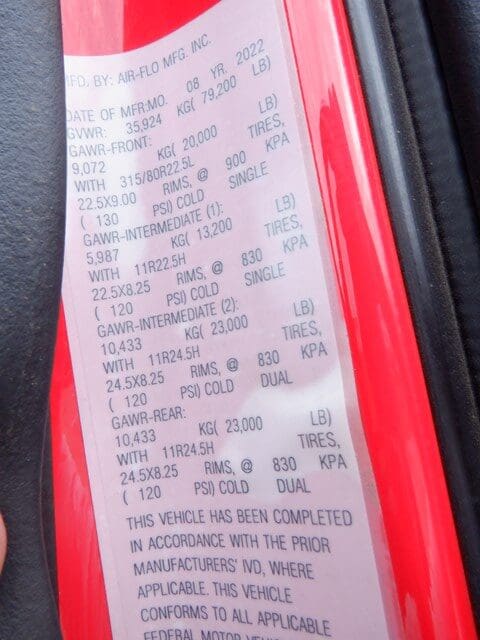 MFD. BY: AIR-FLO MFG. INC.
DATE OF MFR:MO. 08 YR. 2022
GVWR: 35,924 KG( 79,200 LB)
GAWR-FRONT:
9,072 KG( 20,000 LB)
WITH 315/80R22.5L TIRES,
22.5X9.00 RIMS, @ 900 KPA
( 130 PSI) COLD SINGLE
GAWR-INTERMEDIATE (1):
5,987 KG( 13,200 LB)
WITH 11R22.5H TIRES,
22.5X8.25 RIMS, @ 830 KPA
( 120 PSI) COLD SINGLE
GAWR-INTERMEDIATE (2):
10,433 KG( 23,000 LB)
WITH 11R24.5H TIRES,
24.5X8.25 RIMS, @ 830 KPA
( 120 PSI) COLD DUAL
GAWR-REAR:
10,433 KG( 23,000 LB)
WITH 11R24.5H TIRES,
24.5X8.25 RIMS, @ 830 KPA
( 120 PSI) COLD DUAL
THIS VEHICLE HAS BEEN COMPLETED
IN ACCORDANCE WITH THE PRIOR
MANUFACTURERS' IVD, WHERE
APPLICABLE. THIS VEHICLE
CONFORMS TO ALL APPLICABLE
FEDERAL MOTOR